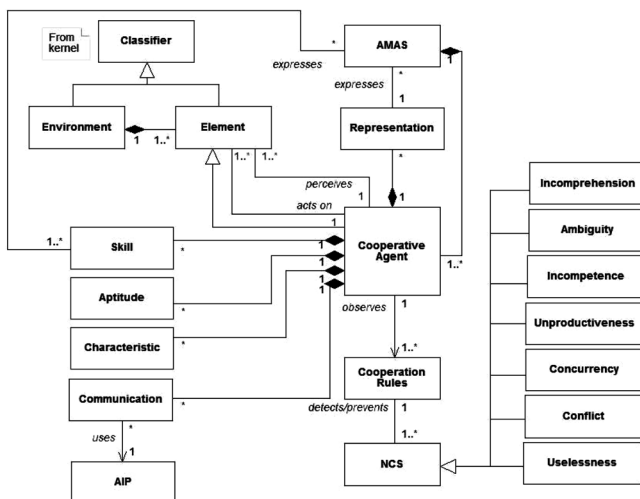 From
kernel
Classifier
AMAS
*
1
expresses
expresses
*
1
Environment
1
1..*
Element
Representation
1..*
1..*
*
perceives
1
1
acts on
1
Cooperative
Agent
1..*
1..*
Skill
*
1
1
1
1
Aptitude
*
observes
1
Characteristic
*
1..*
Cooperation
Rules
Communication
*
detects/prevents
1
*
uses
1
1..*
AIP
NCS
Incomprehension
Ambiguity
Incompetence
Unproductiveness
Concurrency
Conflict
Uselessness